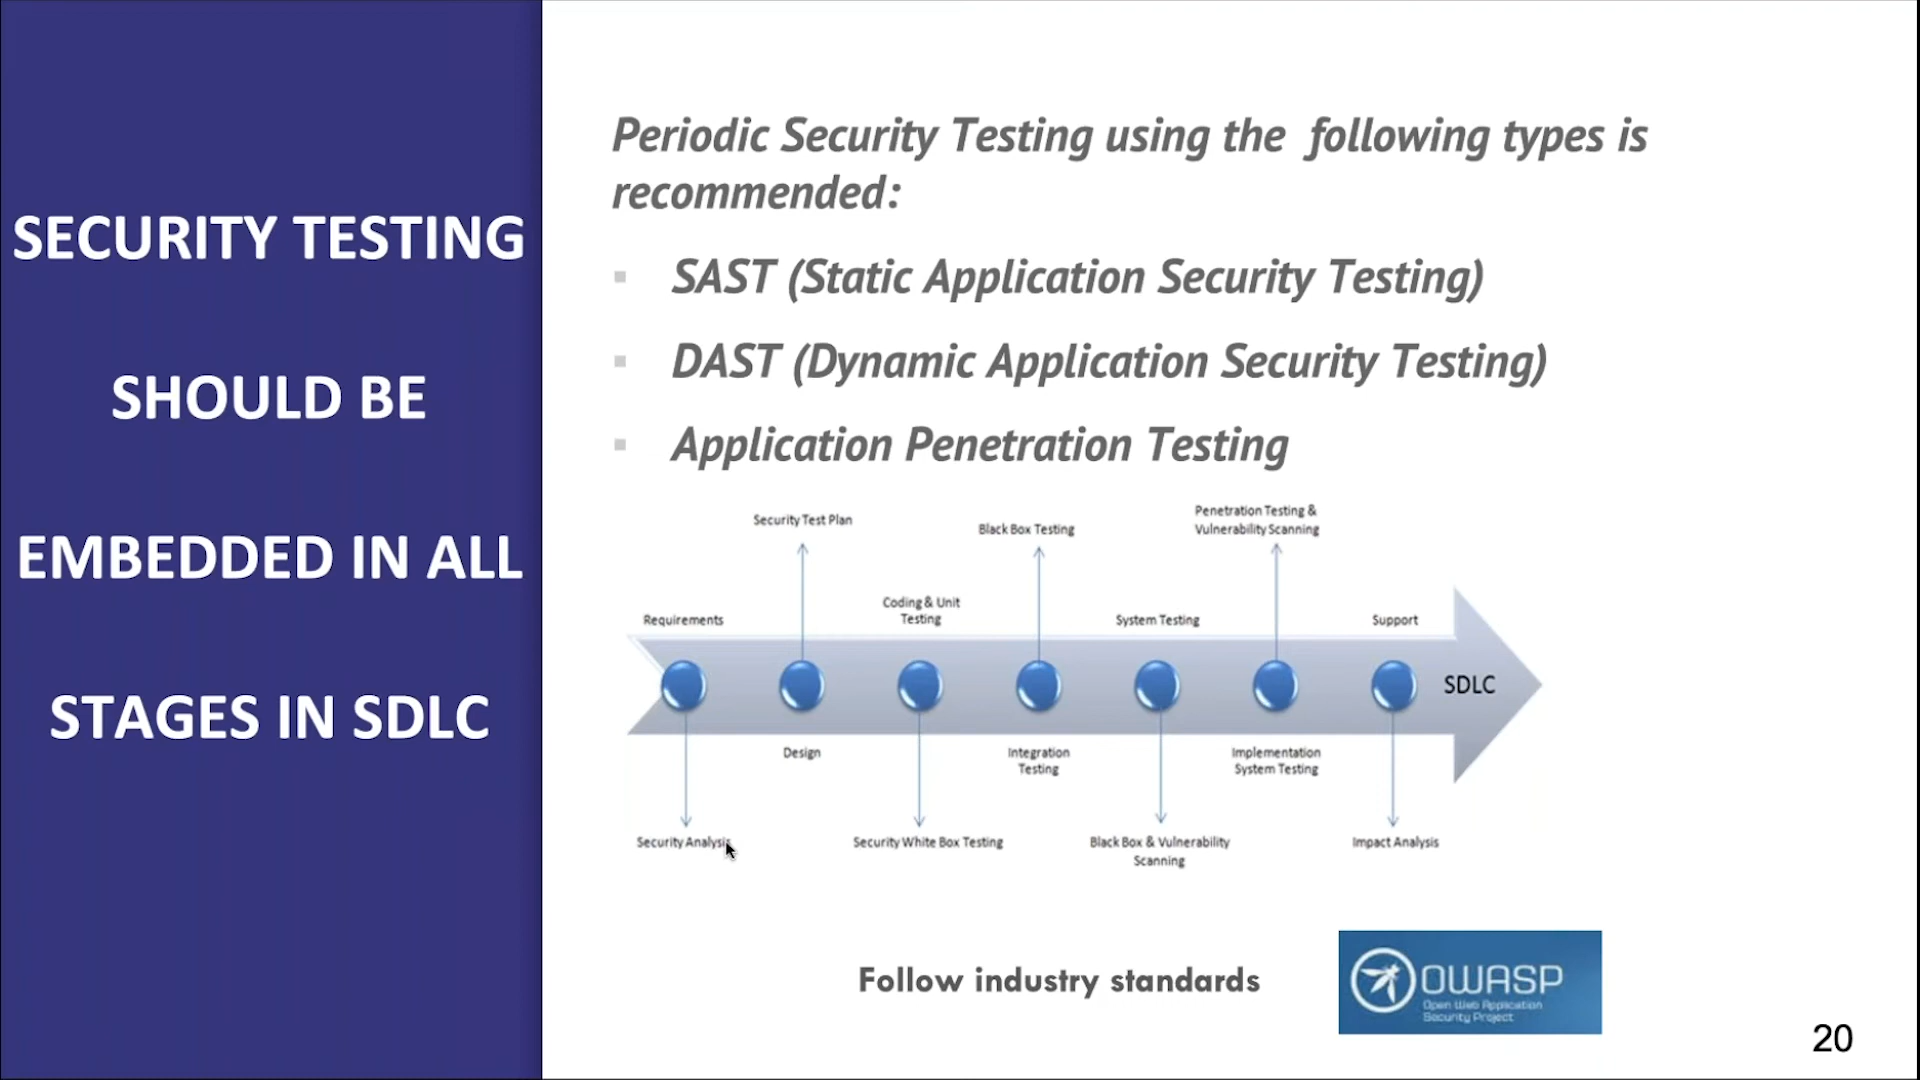 SECURITY TESTING
SHOULD BE
EMBEDDED IN ALL
STAGES IN SDLC
Periodic Security Testing using the following types is
recommended:
SAST (Static Application Security Testing)
DAST (Dynamic Application Security Testing)
Application Penetration Testing
Security Test Plan
Black Box Testing
Penetration Testing &
Vulnerability Scanning
Requirements
Coding & Unit
Testing
System Testing
Support
SDLC
Design
Integration
Testing
Implementation
System Testing
Security Analysis
Security White Box Testing
Black Box & Vulnerability
Scanning
Impact Analysis
Follow industry standards
OWASP
Open Web Application
Security Project
20